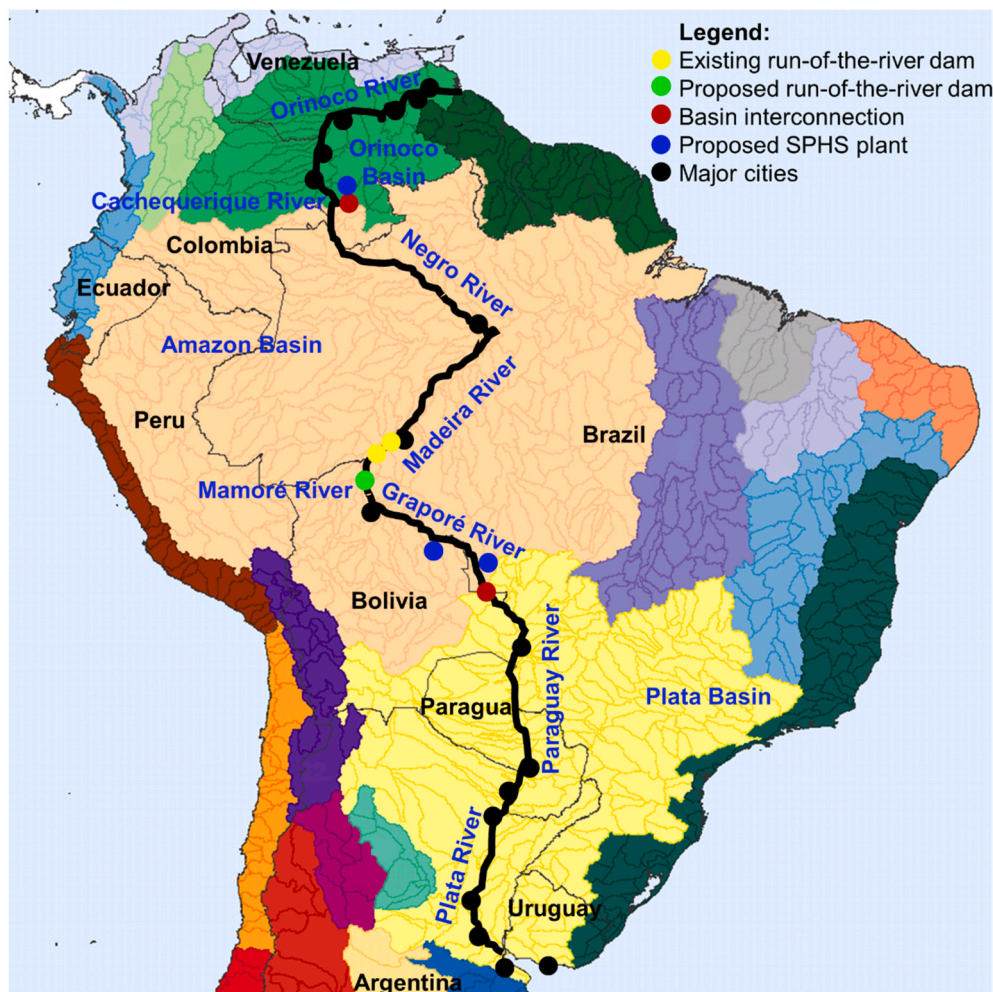 Legend:
Existing run-of-the-river dam
Proposed run-of-the-river dam
Basin interconnection
Proposed SPHS plant
Major cities
Venezuela
Orinoco River
Orinoco
Basin
Cachequerique River
Colombia
Negro River
Ecuador
Amazon Basin
Madeira River
Peru
Brazil
Mamoré River
Graporé River
Bolivia
Paraguay River
Plata Basin
Paragua
Plata River
Uruguay
Argentina